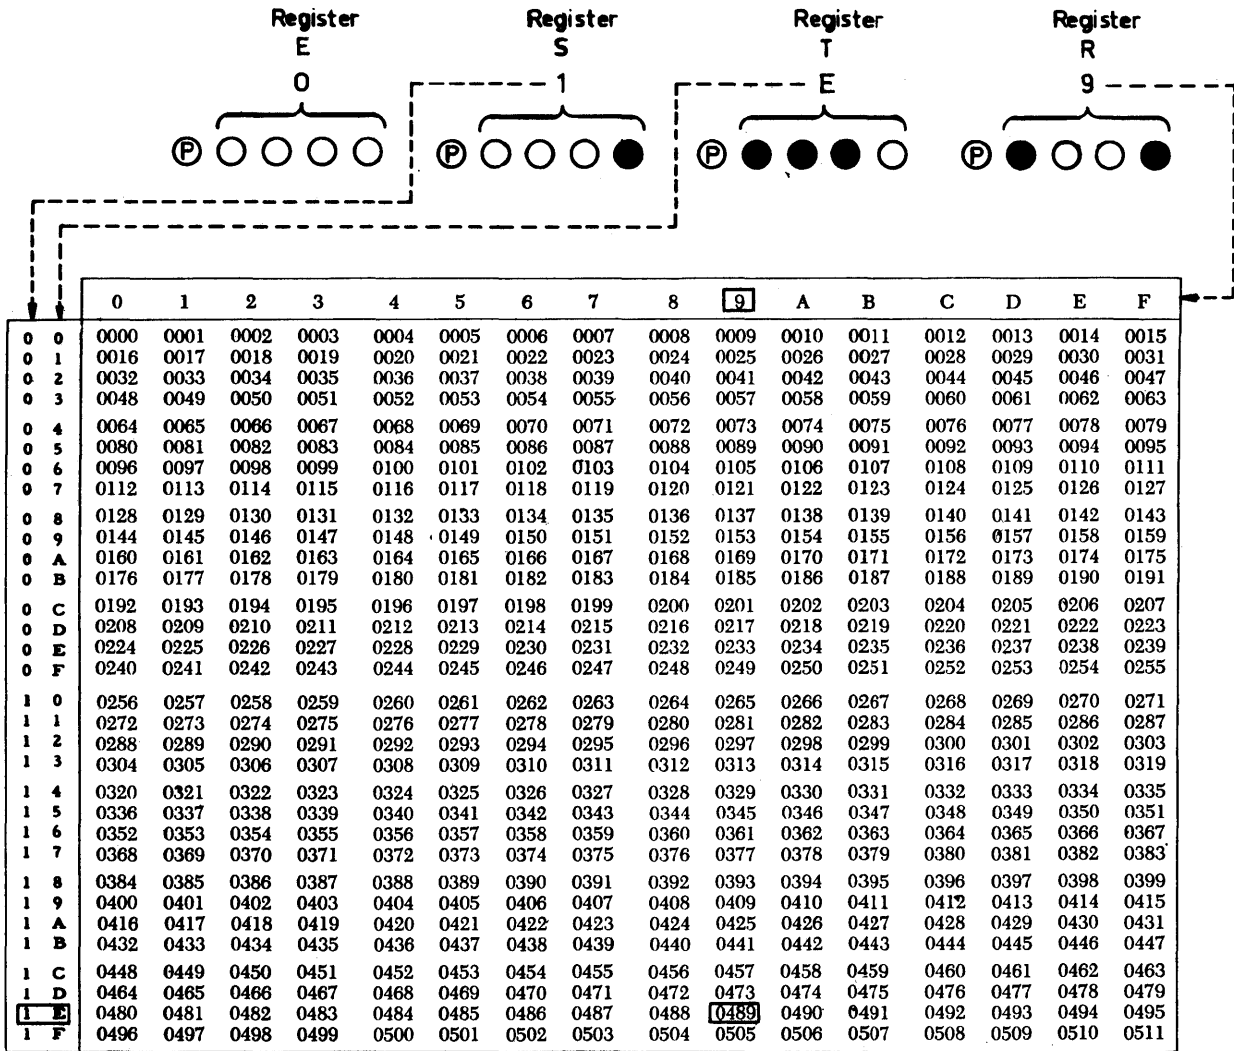 Register Register Register Register
E S T R
0 1 E 9
P P P P
0 1 2 3 4 5 6 7 8 9 A B C D E F
0 0 0000 0001 0002 0003 0004 0005 0006 0007 0008 0009 0010 0011 0012 0013 0014 0015
0 1 0016 0017 0018 0019 0020 0021 0022 0023 0024 0025 0026 0027 0028 0029 0030 0031
0 2 0032 0033 0034 0035 0036 0037 0038 0039 0040 0041 0042 0043 0044 0045 0046 0047
0 3 0048 0049 0050 0051 0052 0053 0054 0055 0056 0057 0058 0059 0060 0061 0062 0063
0 4 0064 0065 0066 0067 0068 0069 0070 0071 0072 0073 0074 0075 0076 0077 0078 0079
0 5 0080 0081 0082 0083 0084 0085 0086 0087 0088 0089 0090 0091 0092 0093 0094 0095
0 6 0096 0097 0098 0099 0100 0101 0102 0103 0104 0105 0106 0107 0108 0109 0110 0111
0 7 0112 0113 0114 0115 0116 0117 0118 0119 0120 0121 0122 0123 0124 0125 0126 0127
0 8 0128 0129 0130 0131 0132 0133 0134 0135 0136 0137 0138 0139 0140 0141 0142 0143
0 9 0144 0145 0146 0147 0148 0149 0150 0151 0152 0153 0154 0155 0156 0157 0158 0159
0 A 0160 0161 0162 0163 0164 0165 0166 0167 0168 0169 0170 0171 0172 0173 0174 0175
0 B 0176 0177 0178 0179 0180 0181 0182 0183 0184 0185 0186 0187 0188 0189 0190 0191
0 C 0192 0193 0194 0195 0196 0197 0198 0199 0200 0201 0202 0203 0204 0205 0206 0207
0 D 0208 0209 0210 0211 0212 0213 0214 0215 0216 0217 0218 0219 0220 0221 0222 0223
0 E 0224 0225 0226 0227 0228 0229 0230 0231 0232 0233 0234 0235 0236 0237 0238 0239
0 F 0240 0241 0242 0243 0244 0245 0246 0247 0248 0249 0250 0251 0252 0253 0254 0255
1 0 0256 0257 0258 0259 0260 0261 0262 0263 0264 0265 0266 0267 0268 0269 0270 0271
1 1 0272 0273 0274 0275 0276 0277 0278 0279 0280 0281 0282 0283 0284 0285 0286 0287
1 2 0288 0289 0290 0291 0292 0293 0294 0295 0296 0297 0298 0299 0300 0301 0302 0303
1 3 0304 0305 0306 0307 0308 0309 0310 0311 0312 0313 0314 0315 0316 0317 0318 0319
1 4 0320 0321 0322 0323 0324 0325 0326 0327 0328 0329 0330 0331 0332 0333 0334 0335
1 5 0336 0337 0338 0339 0340 0341 0342 0343 0344 0345 0346 0347 0348 0349 0350 0351
1 6 0352 0353 0354 0355 0356 0357 0358 0359 0360 0361 0362 0363 0364 0365 0366 0367
1 7 0368 0369 0370 0371 0372 0373 0374 0375 0376 0377 0378 0379 0380 0381 0382 0383
1 8 0384 0385 0386 0387 0388 0389 0390 0391 0392 0393 0394 0395 0396 0397 0398 0399
1 9 0400 0401 0402 0403 0404 0405 0406 0407 0408 0409 0410 0411 0412 0413 0414 0415
1 A 0416 0417 0418 0419 0420 0421 0422 0423 0424 0425 0426 0427 0428 0429 0430 0431
1 B 0432 0433 0434 0435 0436 0437 0438 0439 0440 0441 0442 0443 0444 0445 0446 0447
1 C 0448 0449 0450 0451 0452 0453 0454 0455 0456 0457 0458 0459 0460 0461 0462 0463
1 D 0464 0465 0466 0467 0468 0469 0470 0471 0472 0473 0474 0475 0476 0477 0478 0479
1 E 0480 0481 0482 0483 0484 0485 0486 0487 0488 0489 0490 0491 0492 0493 0494 0495
1 F 0496 0497 0498 0499 0500 0501 0502 0503 0504 0505 0506 0507 0508 0509 0510 0511